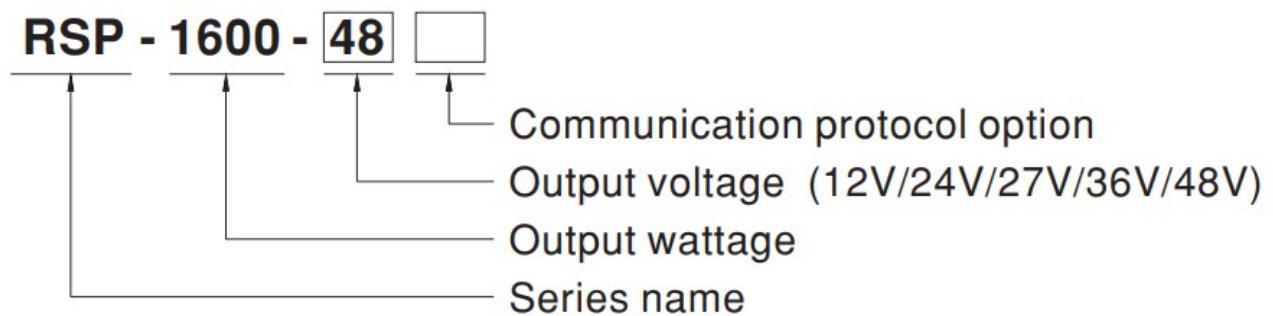 RSP - 1600 - 48
Communication protocol option
Output voltage (12V/24V/27V/36V/48V)
Output wattage
Series name